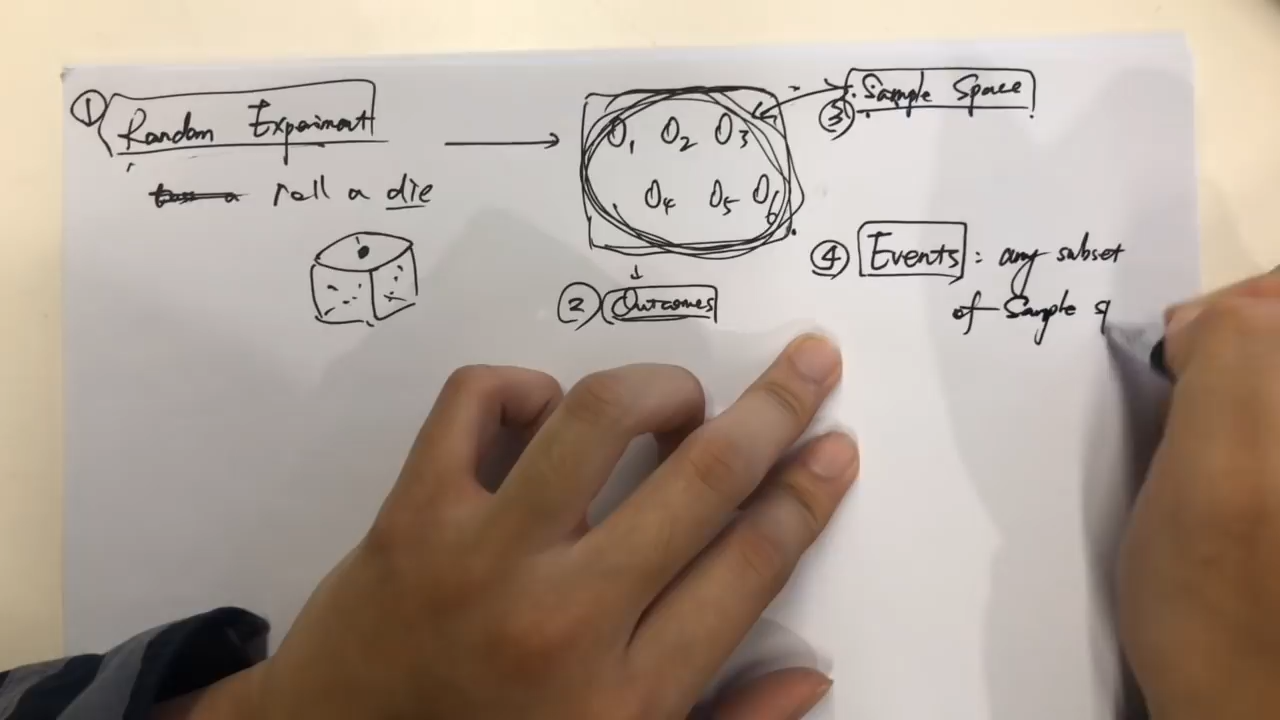 ① Random Experiment
roll a die
O1 O2 O3
O4 O5 O6
② Outcomes
③ Sample Space
④ Events : any subset
of Sample s